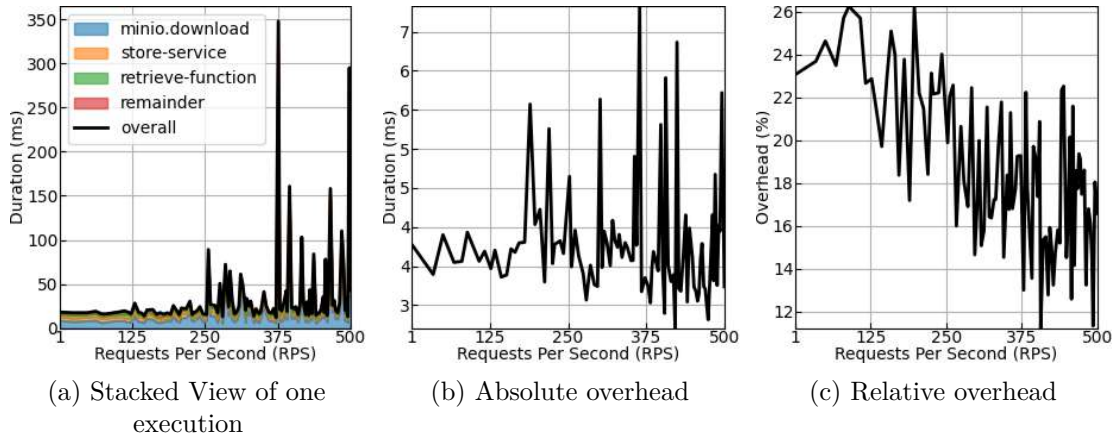 350
300
250
200
150
100
50
0
Duration (ms)
minio.download
store-service
retrieve-function
remainder
overall
1 125 250 375 500
Requests Per Second (RPS)
7
6
6
5
5
4
4
3
Duration (ms)
1 125 250 375 500
Requests Per Second (RPS)
26
24
22
20
18
16
14
12
Overhead (%)
1 125 250 375 500
Requests Per Second (RPS)
(a) Stacked View of one
execution
(b) Absolute overhead
(c) Relative overhead